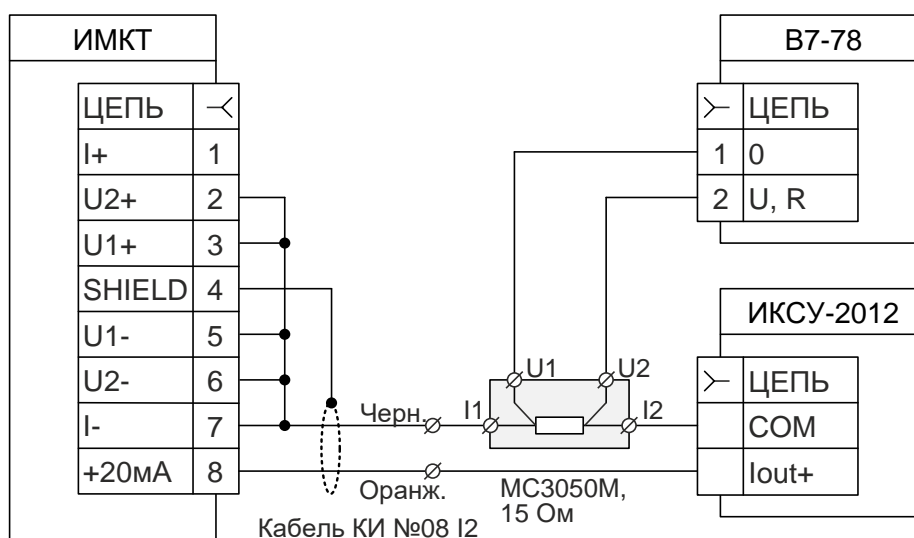 ИМКТ
ЦЕПЬ
I+ 1
U2+ 2
U1+ 3
SHIELD 4
U1- 5
U2- 6
I- 7
+20мА 8
В7-78
ЦЕПЬ
1 0
2 U, R
ИКСУ-2012
ЦЕПЬ
COM
Iout+
U1 U2
Черн. I1 I2
Оранж.
МС3050М,
15 Ом
Кабель КИ №08 I2